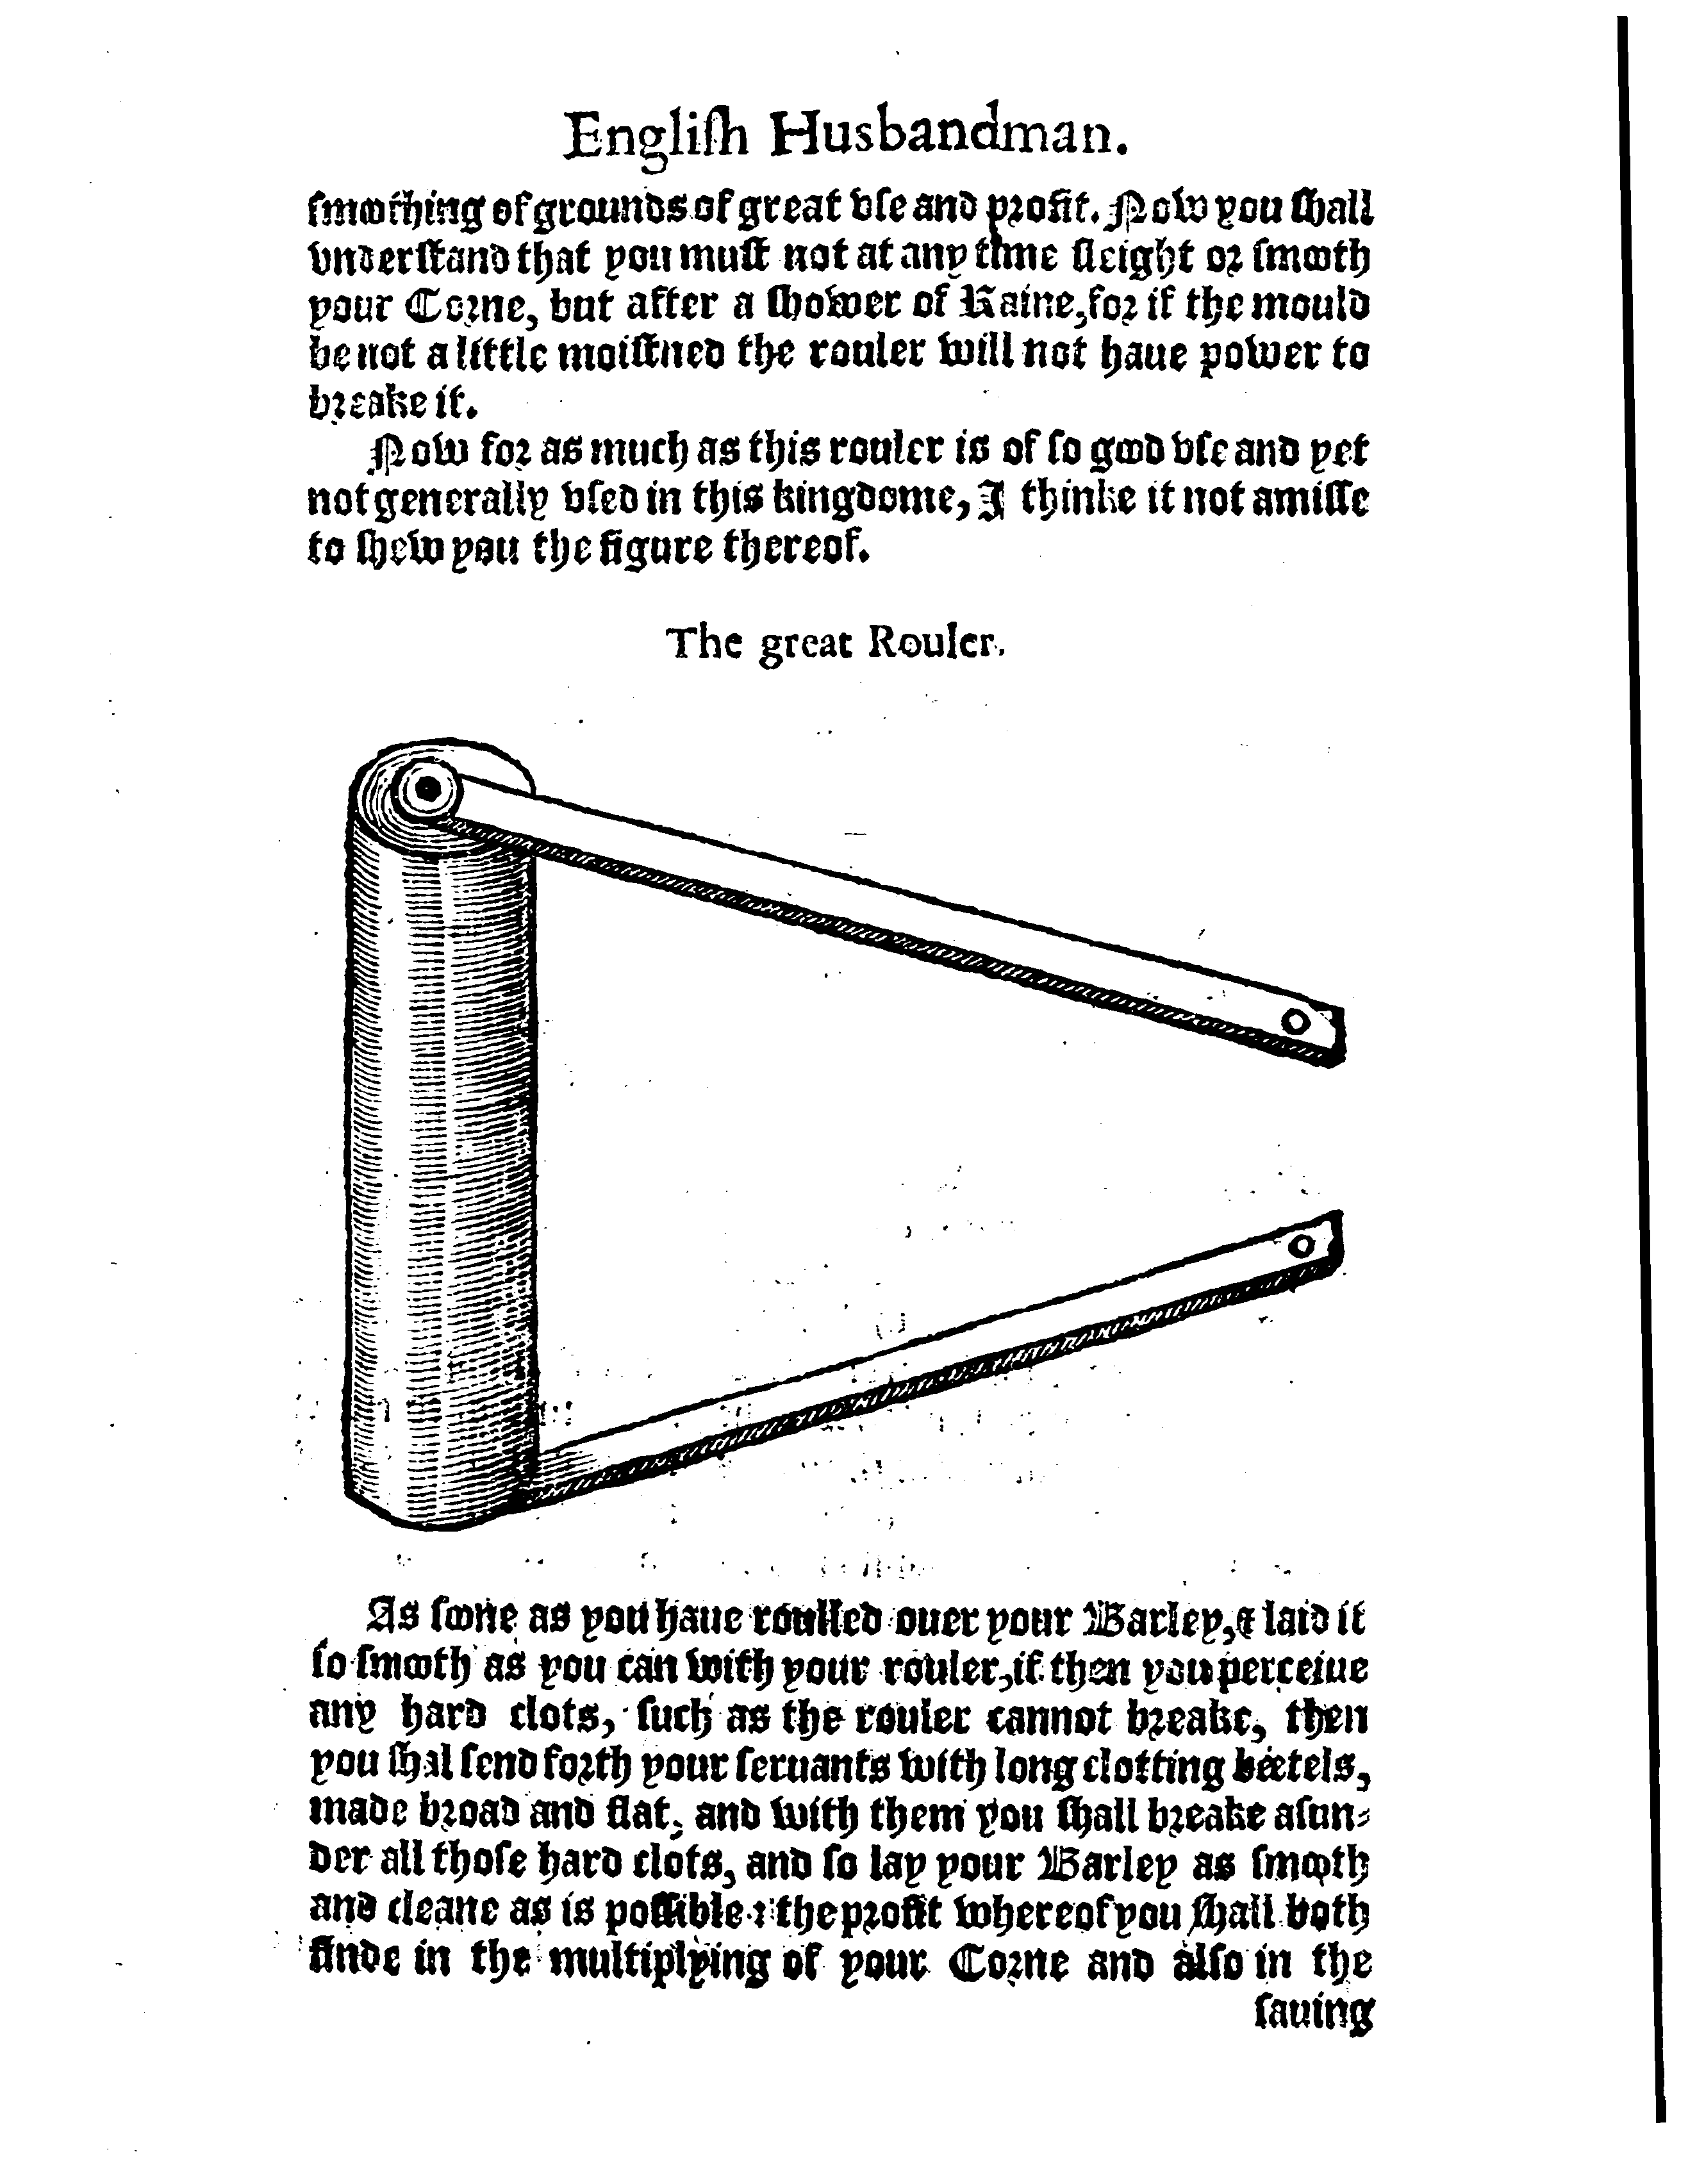 Engliſh Husbandman.
ſmoothing of grounds of great vſe and profit. Now you ſhall
vnderſtand that you muſt not at any time ſleight or ſmooth
your Corne, but after a ſhower of Raine, for if the mould
be not a little moiſtned the rouler will not haue power to
breake it.
Now for as much as this rouler is of ſo good vſe and yet
not generally vſed in this kingdome, I thinke it not amiſſe
to ſhew you the figure thereof.
The great Rouler.
As ſoone as you haue roulled ouer your Barley, & laid it
ſo ſmooth as you can with your rouler, if then you perceiue
any hard clots, ſuch as the rouler cannot breake, then
you ſhal ſend forth your ſeruants with long clotting beetels,
made broad and flat, and with them you ſhall breake aſun-
der all thoſe hard clots, and ſo lay your Barley as ſmooth
and cleane as is poſſible: the profit whereof you ſhall both
finde in the multiplying of your Corne and alſo in the
ſauing